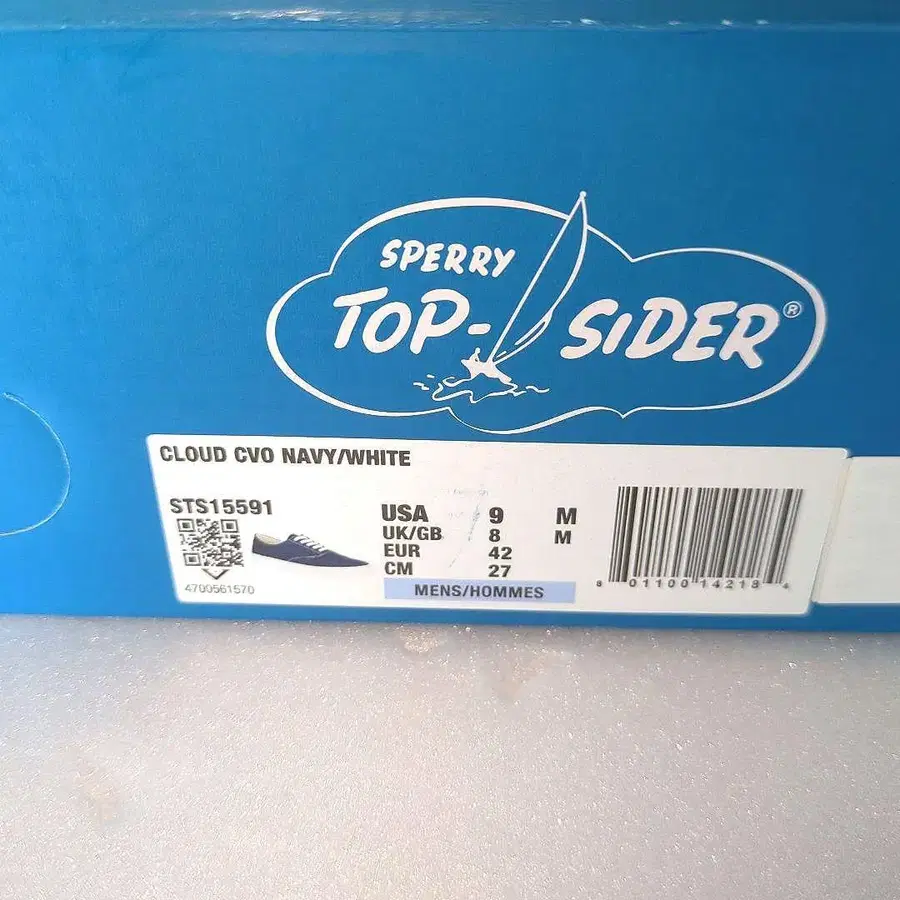 SPERRY
TOP-SIDER®
CLOUD CVO NAVY/WHITE
STS15591
4700561570
USA 9 M
UK/GB 8 M
EUR 42
CM 27
MENS/HOMMES
8 01100 14218 4